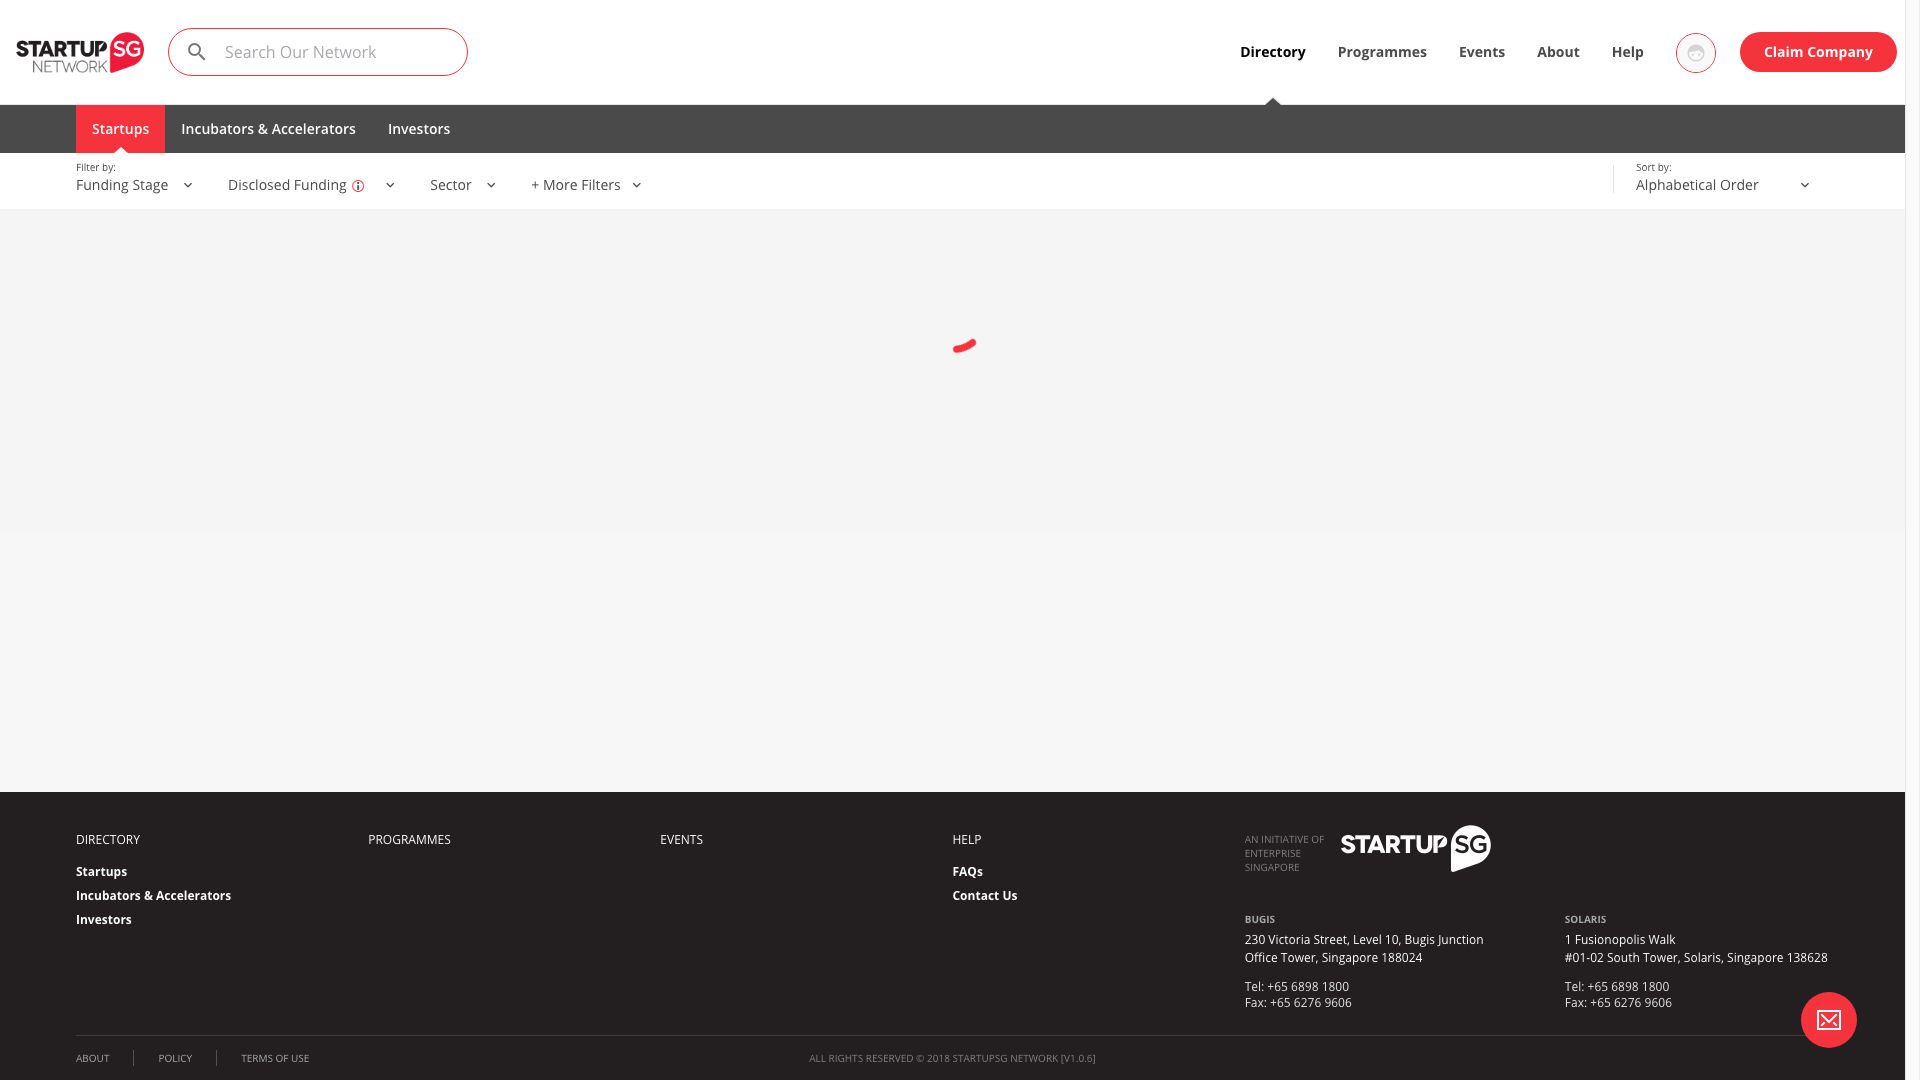 STARTUP SG
NETWORK
Search Our Network
Directory
Programmes
Events
About
Help
Claim Company
Startups
Incubators & Accelerators
Investors
Filter by:
Funding Stage
Disclosed Funding
Sector
+ More Filters
Sort by:
Alphabetical Order
DIRECTORY
Startups
Incubators & Accelerators
Investors
PROGRAMMES
EVENTS
HELP
FAQs
Contact Us
AN INITIATIVE OF
ENTERPRISE
SINGAPORE
STARTUP SG
BUGIS
230 Victoria Street, Level 10, Bugis Junction
Office Tower, Singapore 188024
Tel: +65 6898 1800
Fax: +65 6276 9606
SOLARIS
1 Fusionopolis Walk
#01-02 South Tower, Solaris, Singapore 138628
Tel: +65 6898 1800
Fax: +65 6276 9606
ABOUT
POLICY
TERMS OF USE
ALL RIGHTS RESERVED © 2018 STARTUPSG NETWORK [V1.0.6]